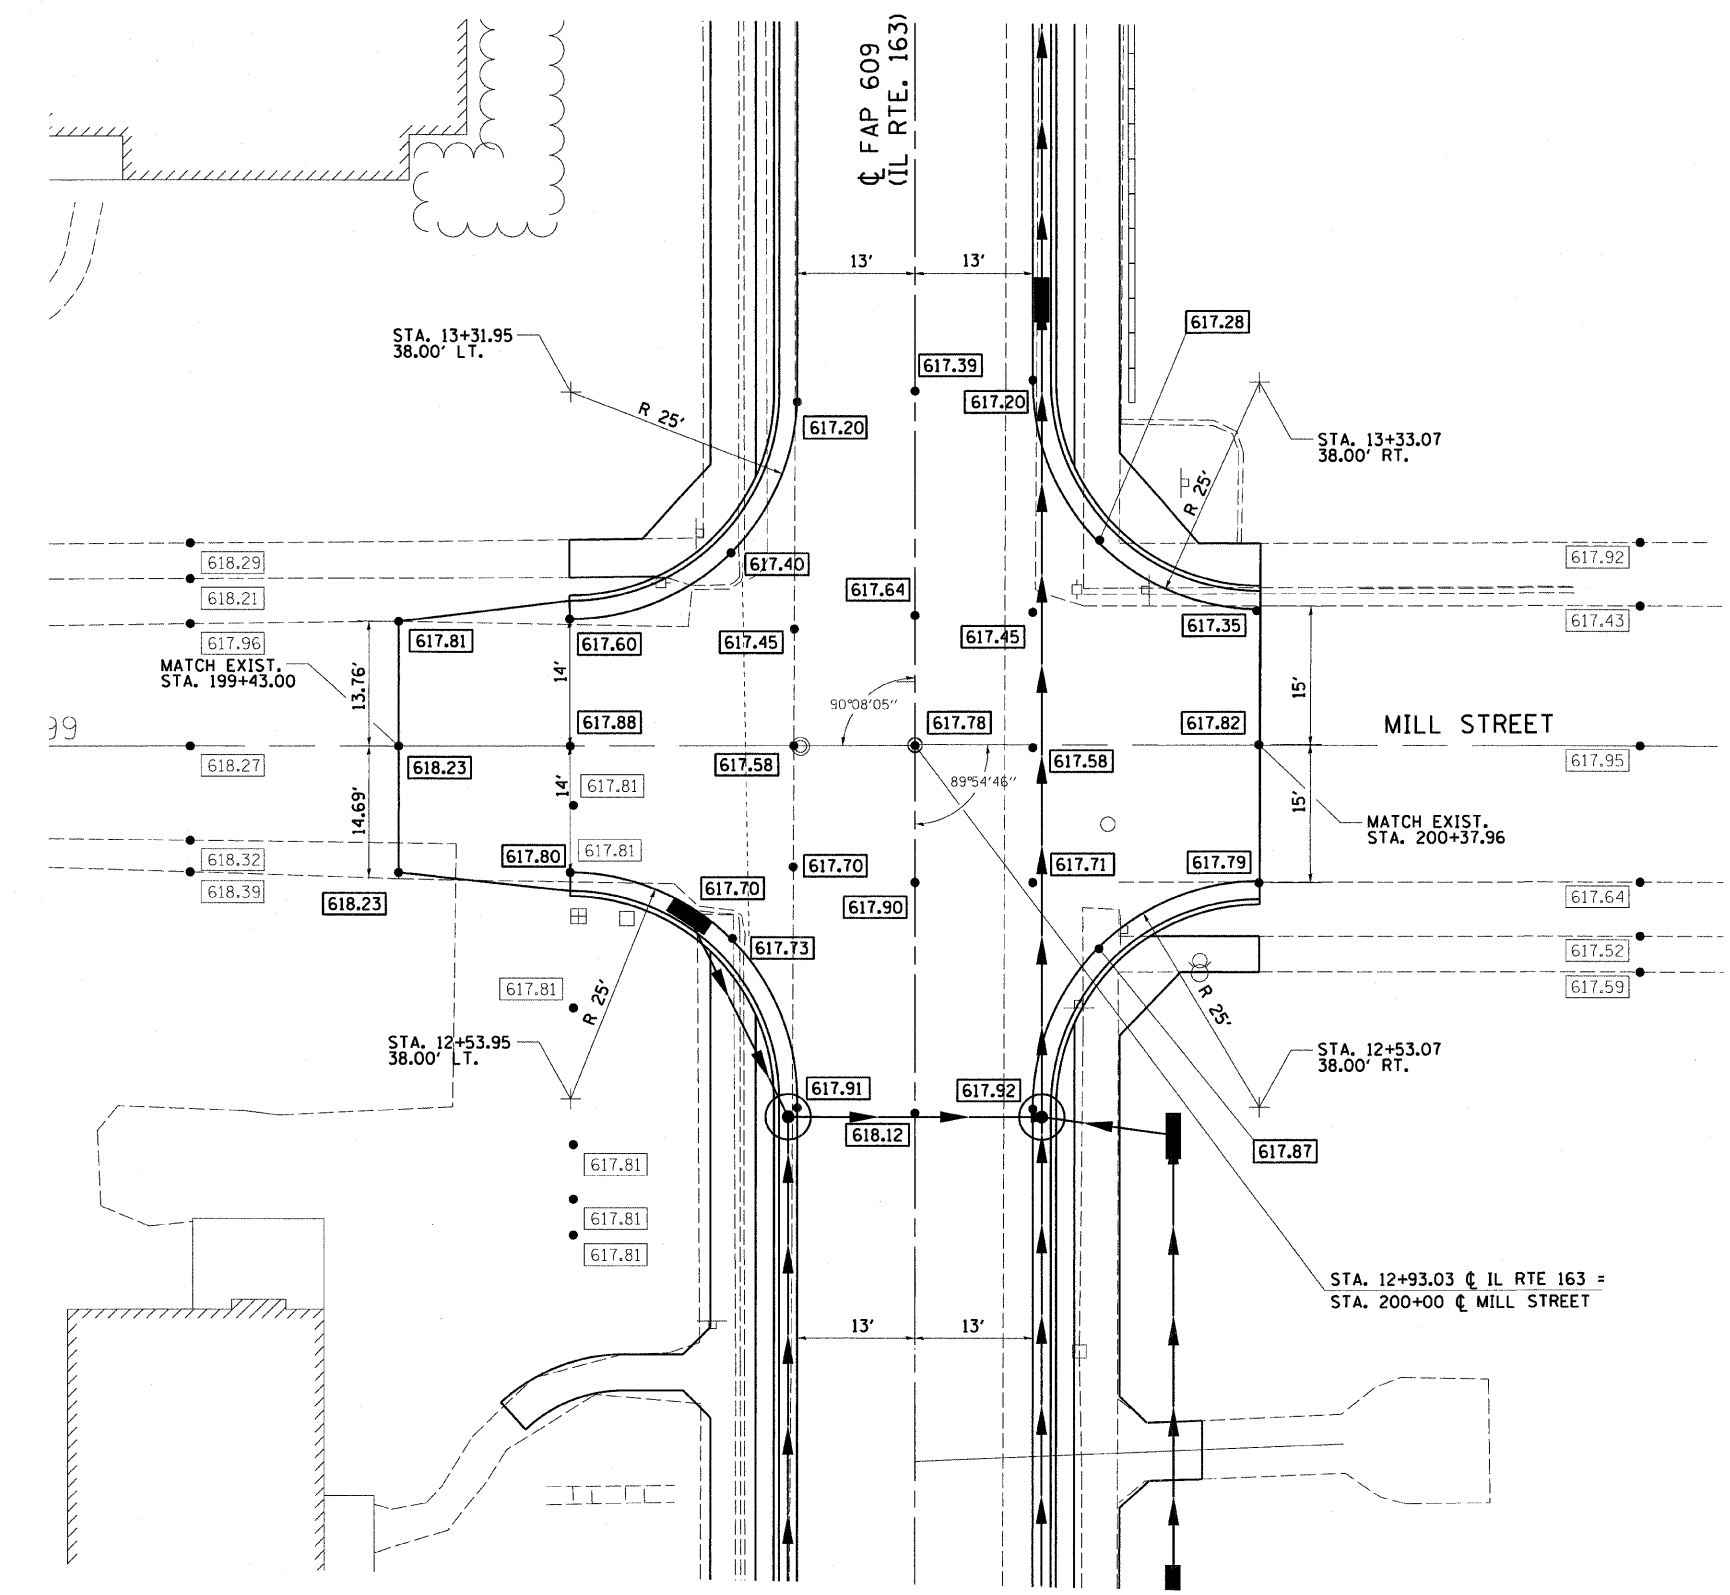 ℄ FAP 609
(IL RTE. 163)
13'
13'
617.28
STA. 13+31.95
38.00' LT.
617.39
R 25'
617.20
617.20
STA. 13+33.07
38.00' RT.
R 25'
618.29
617.40
617.92
618.21
617.64
617.96
617.81
617.60
617.45
617.45
617.35
617.43
MATCH EXIST.
STA. 199+43.00
13.76'
14'
90°08'05"
15'
99
617.88
617.78
617.82
MILL STREET
618.27
618.23
617.58
617.58
617.95
617.81
89°54'46"
14.69'
14'
15'
MATCH EXIST.
STA. 200+37.96
618.32
617.80
617.81
617.70
617.71
617.79
618.39
618.23
617.70
617.90
617.64
617.73
617.52
617.81
617.59
R 25'
R 25'
STA. 12+53.95
38.00' LT.
STA. 12+53.07
38.00' RT.
617.91
617.92
618.12
617.87
617.81
617.81
617.81
STA. 12+93.03 ℄ IL RTE 163 =
STA. 200+00 ℄ MILL STREET
13'
13'